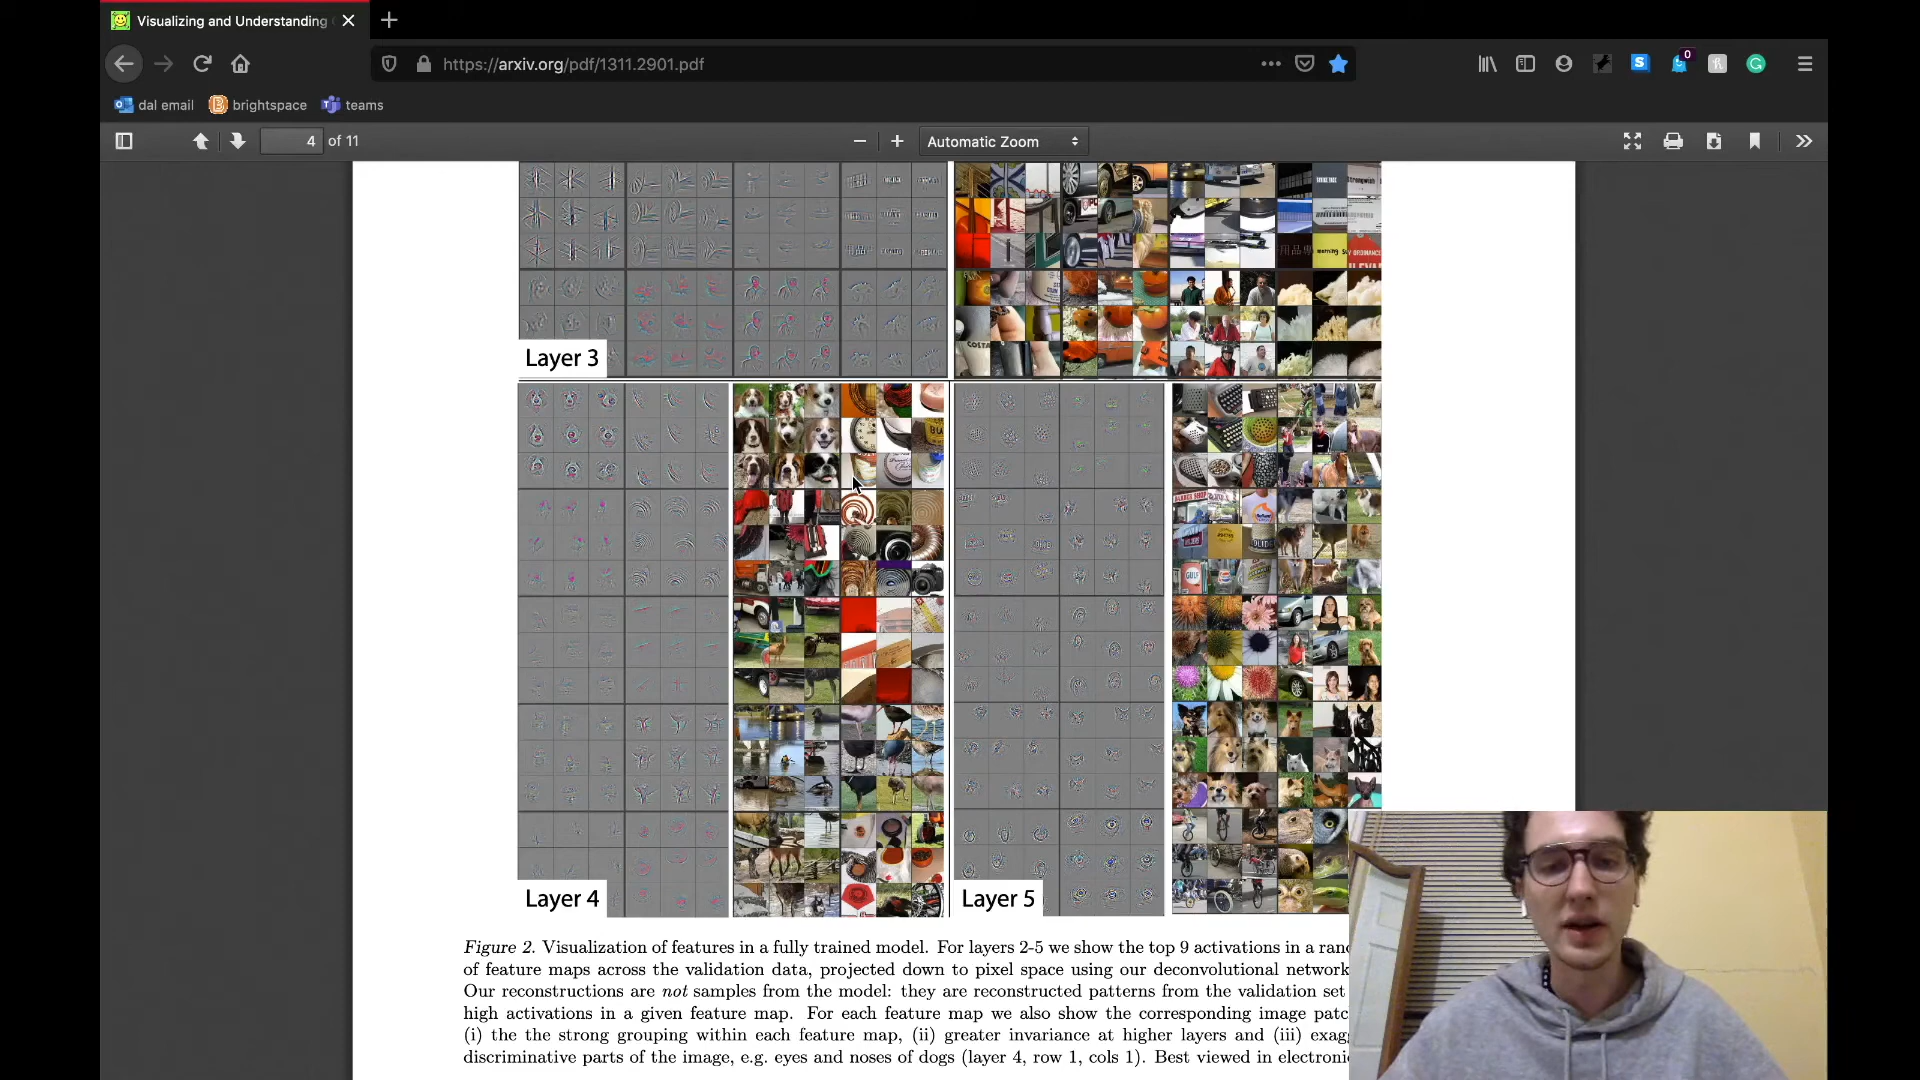 Visualizing and Understanding
https://arxiv.org/pdf/1311.2901.pdf
0
dal email
brightspace
teams
4 of 11
Automatic Zoom
Layer 3
Layer 4
Layer 5
Figure 2. Visualization of features in a fully trained model. For layers 2-5 we show the top 9 activations in a ran
of feature maps across the validation data, projected down to pixel space using our deconvolutional network
Our reconstructions are not samples from the model: they are reconstructed patterns from the validation set
high activations in a given feature map. For each feature map we also show the corresponding image patc
(i) the the strong grouping within each feature map, (ii) greater invariance at higher layers and (iii) exag
discriminative parts of the image, e.g. eyes and noses of dogs (layer 4, row 1, cols 1). Best viewed in electroni